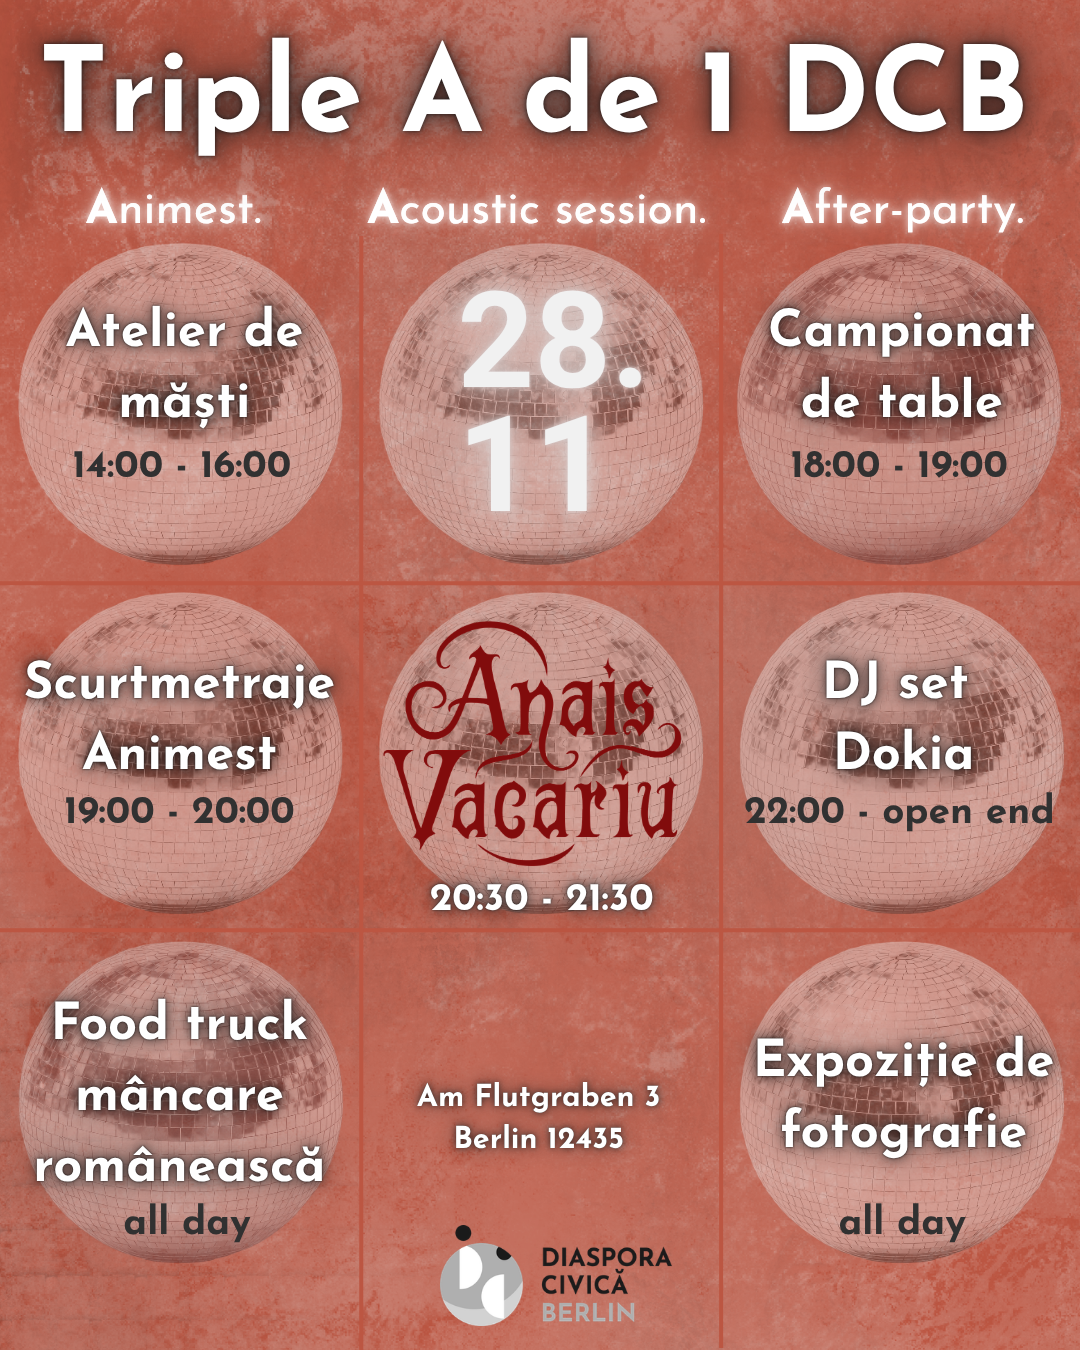 Triple A de 1 DCB
Animest.
Acoustic session.
After-party.
Atelier de
măști
14:00 - 16:00
28.
11
Campionat
de table
18:00 - 19:00
Scurtmetraje
Animest
19:00 - 20:00
Anais
Vacariu
20:30 - 21:30
DJ set
Dokia
22:00 - open end
Food truck
mâncare
românească
all day
Am Flutgraben 3
Berlin 12435
Expoziție de
fotografie
all day
DIASPORA
CIVICĂ
BERLIN